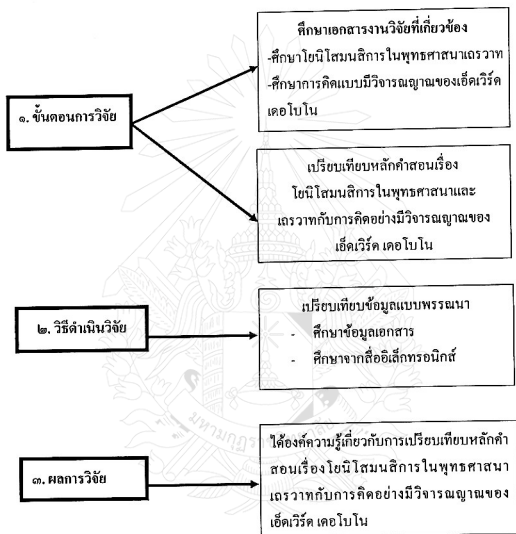 ศึกษาเอกสารงานวิจัยที่เกี่ยวข้อง
-ศึกษาโยนิโสมนสิการในพุทธศาสนาเถรวาท
-ศึกษาการคิดแบบมีวิจารณญาณของเอ็ดเวิร์ด
เดอโบโน
๑. ขั้นตอนการวิจัย
เปรียบเทียบหลักคำสอนเรื่อง
โยนิโสมนสิการในพุทธศาสนาและ
เถรวาทกับการคิดอย่างมีวิจารณญาณของ
เอ็ดเวิร์ด เดอโบโน
๒. วิธีดำเนินวิจัย
เปรียบเทียบข้อมูลแบบพรรณนา
- ศึกษาข้อมูลเอกสาร
- ศึกษาจากสื่ออิเล็กทรอนิกส์
๓. ผลการวิจัย
ได้องค์ความรู้เกี่ยวกับการเปรียบเทียบหลักคำ
สอนเรื่องโยนิโสมนสิการในพุทธศาสนา
เถรวาทกับการคิดอย่างมีวิจารณญาณของ
เอ็ดเวิร์ด เดอโบโน